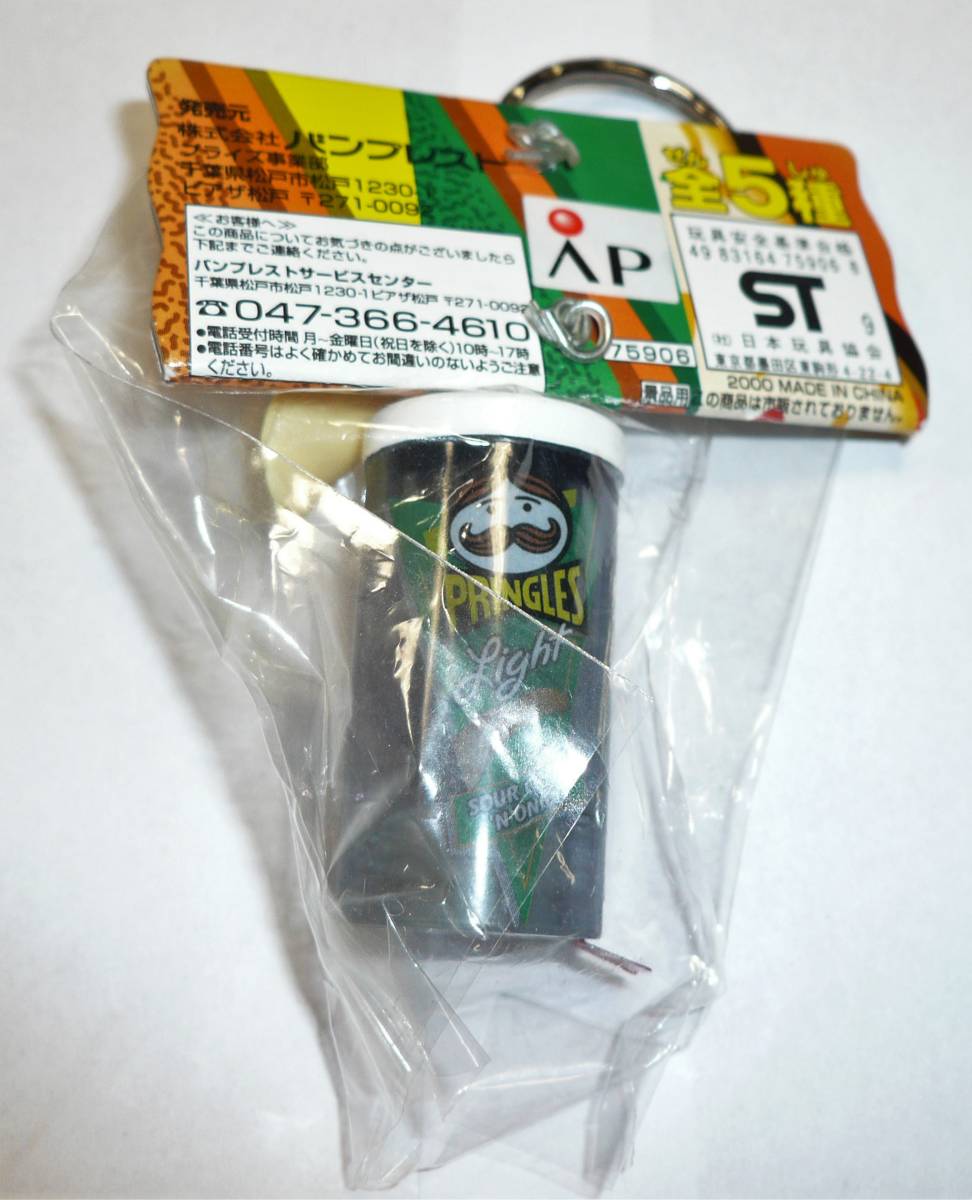 発売元
株式会社 バンプレスト
プライズ事業部
千葉県松戸市松戸1230-1
ピアザ松戸 〒271-0092
≪お客様へ≫
この商品についてお気づきの点がございましたら
下記までご連絡ください。
バンプレストサービスセンター
千葉県松戸市松戸1230-1ピアザ松戸 〒271-0092
☎047-366-4610
●電話受付時間 月~金曜日(祝日を除く)10時~17時
●電話番号はよく確かめてお間違いのないようご注意
ください。
AP
75906
景品用
ぜん しゅ
全5種
玩具安全基準合格
49 83164 75906 8
ST
9
(社)日本玩具協会
東京都墨田区東駒形4-22-4
2000 MADE IN CHINA
この商品は市販されておりません。
PRINGLES
Light
SOUR
'N ONION